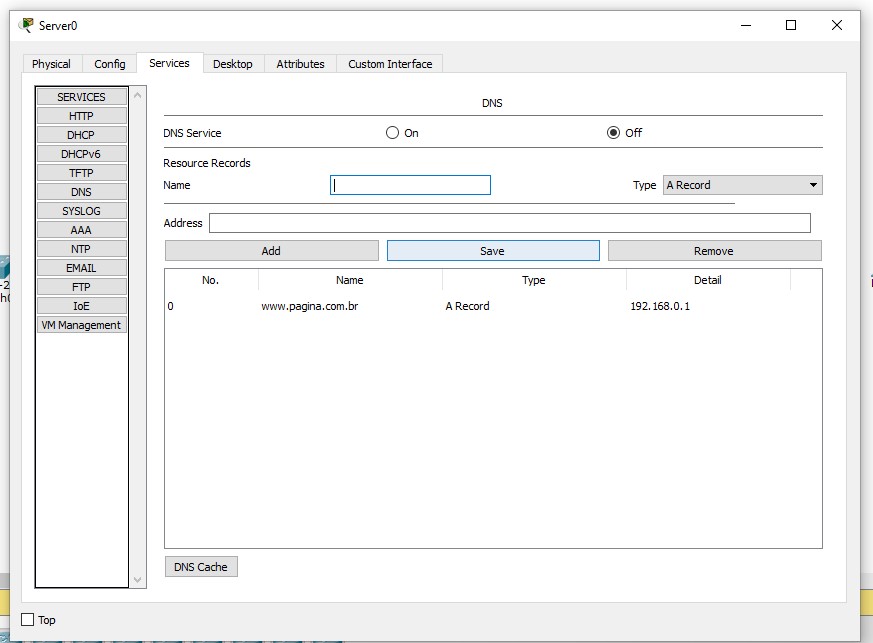 Server0
Physical Config Services Desktop Attributes Custom Interface
SERVICES
HTTP
DHCP
DHCPv6
TFTP
DNS
SYSLOG
AAA
NTP
EMAIL
FTP
IoE
VM Management
DNS
DNS Service On Off
Resource Records
Name Type A Record
Address
Add Save Remove
No. Name Type Detail
0 www.pagina.com.br A Record 192.168.0.1
DNS Cache
Top